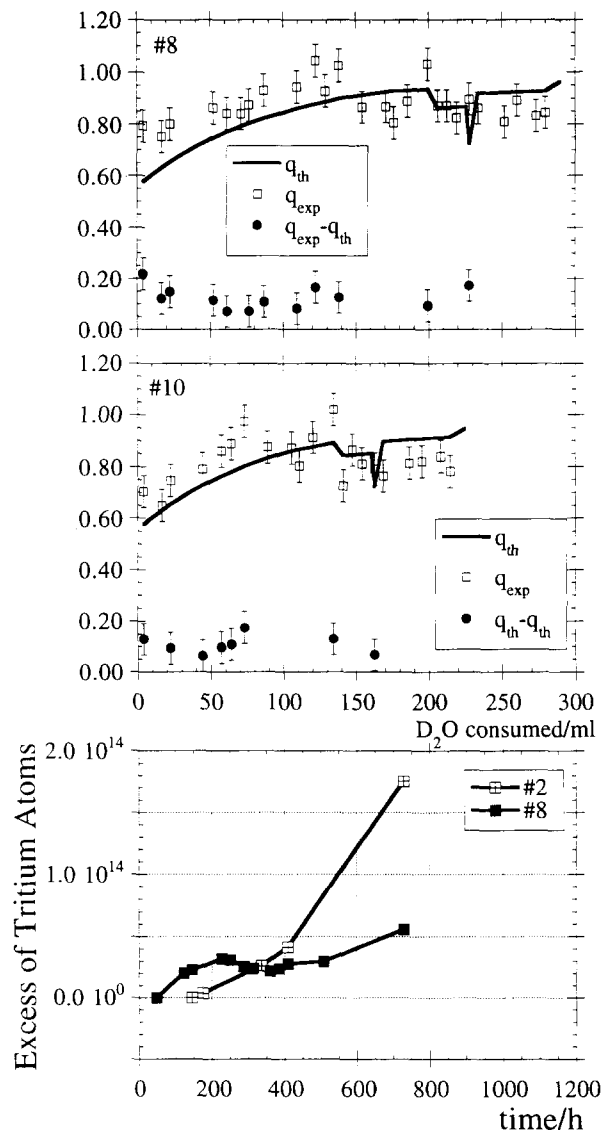 1.20
#8
1.00
0.80
0.60
0.40
0.20
0.00
q_th
q_exp
q_exp-q_th
1.20
#10
1.00
0.80
0.60
0.40
0.20
0.00
q_th
q_exp
q_th-q_th
0 50 100 150 200 250 300
D_2O consumed/ml
2.0 10^14
1.0 10^14
0.0 10^0
Excess of Tritium Atoms
#2
#8
0 200 400 600 800 1000 1200
time/h